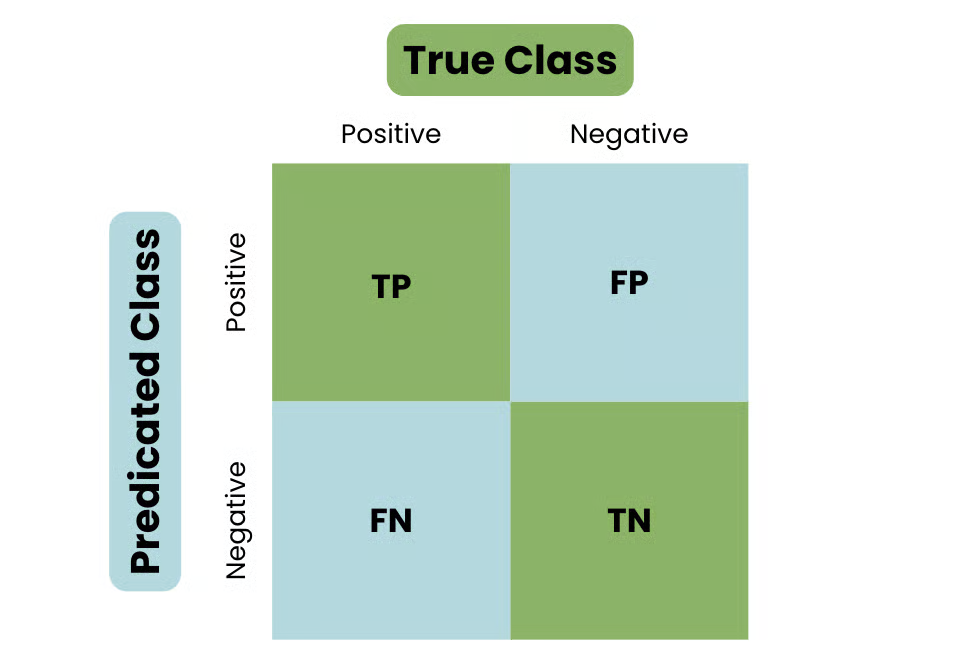 True Class
Positive Negative
Predicated Class
Positive
TP FP
Negative
FN TN